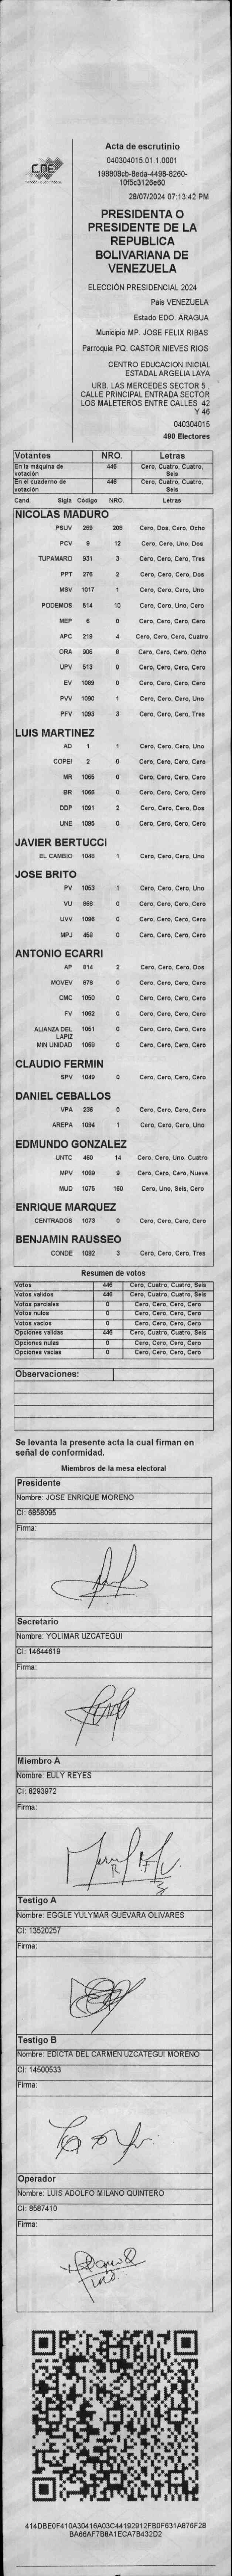 CNE
Acta de escrutinio
040304015.01.1.0001
198808cb-8eda-4498-8260-
10f5c3126e60
28/07/2024 07:13:42 PM
PRESIDENTA O
PRESIDENTE DE LA
REPUBLICA
BOLIVARIANA DE
VENEZUELA
ELECCIÓN PRESIDENCIAL 2024
Pais VENEZUELA
Estado EDO. ARAGUA
Municipio MP. JOSE FELIX RIBAS
Parroquia PQ. CASTOR NIEVES RIOS
CENTRO EDUCACION INICIAL
ESTADAL ARGELIA LAYA
URB. LAS MERCEDES SECTOR 5 .
CALLE PRINCIPAL ENTRADA SECTOR
LOS MALETEROS ENTRE CALLES 42
Y 46
040304015
490 Electores
Votantes NRO. Letras
En la máquina de votación 446 Cero, Cuatro, Cuatro, Seis
En el cuaderno de votación 446 Cero, Cuatro, Cuatro, Seis
Cand. Sigla Código NRO. Letras
NICOLAS MADURO
PSUV 269 208 Cero, Dos, Cero, Ocho
PCV 9 12 Cero, Cero, Uno, Dos
TUPAMARO 931 3 Cero, Cero, Cero, Tres
PPT 276 2 Cero, Cero, Cero, Dos
MSV 1017 1 Cero, Cero, Cero, Uno
PODEMOS 514 10 Cero, Cero, Uno, Cero
MEP 6 0 Cero, Cero, Cero, Cero
APC 219 4 Cero, Cero, Cero, Cuatro
ORA 906 8 Cero, Cero, Cero, Ocho
UPV 513 0 Cero, Cero, Cero, Cero
EV 1089 0 Cero, Cero, Cero, Cero
PVV 1090 1 Cero, Cero, Cero, Uno
PFV 1093 3 Cero, Cero, Cero, Tres
LUIS MARTINEZ
AD 1 1 Cero, Cero, Cero, Uno
COPEI 2 0 Cero, Cero, Cero, Cero
MR 1065 0 Cero, Cero, Cero, Cero
BR 1066 0 Cero, Cero, Cero, Cero
DDP 1091 2 Cero, Cero, Cero, Dos
UNE 1095 0 Cero, Cero, Cero, Cero
JAVIER BERTUCCI
EL CAMBIO 1048 1 Cero, Cero, Cero, Uno
JOSE BRITO
PV 1053 1 Cero, Cero, Cero, Uno
VU 868 0 Cero, Cero, Cero, Cero
UVV 1096 0 Cero, Cero, Cero, Cero
MPJ 458 0 Cero, Cero, Cero, Cero
ANTONIO ECARRI
AP 814 2 Cero, Cero, Cero, Dos
MOVEV 879 0 Cero, Cero, Cero, Cero
CMC 1050 0 Cero, Cero, Cero, Cero
FV 1062 0 Cero, Cero, Cero, Cero
ALIANZA DEL LAPIZ 1051 0 Cero, Cero, Cero, Cero
MIN UNIDAD 1069 0 Cero, Cero, Cero, Cero
CLAUDIO FERMIN
SPV 1049 0 Cero, Cero, Cero, Cero
DANIEL CEBALLOS
VPA 236 0 Cero, Cero, Cero, Cero
AREPA 1094 1 Cero, Cero, Cero, Uno
EDMUNDO GONZALEZ
UNTC 460 14 Cero, Cero, Uno, Cuatro
MPV 1069 9 Cero, Cero, Cero, Nueve
MUD 1075 160 Cero, Uno, Seis, Cero
ENRIQUE MARQUEZ
CENTRADOS 1073 0 Cero, Cero, Cero, Cero
BENJAMIN RAUSSEO
CONDE 1092 3 Cero, Cero, Cero, Tres
Resumen de votos
Votos 446 Cero, Cuatro, Cuatro, Seis
Votos validos 446 Cero, Cuatro, Cuatro, Seis
Votos parciales 0 Cero, Cero, Cero, Cero
Votos nulos 0 Cero, Cero, Cero, Cero
Votos vacios 0 Cero, Cero, Cero, Cero
Opciones validas 446 Cero, Cuatro, Cuatro, Seis
Opciones nulas 0 Cero, Cero, Cero, Cero
Opciones vacias 0 Cero, Cero, Cero, Cero
Observaciones:
Se levanta la presente acta la cual firman en
señal de conformidad.
Miembros de la mesa electoral
Presidente
Nombre: JOSE ENRIQUE MORENO
CI: 6858095
Firma:
Secretario
Nombre: YOLIMAR UZCATEGUI
CI: 14644619
Firma:
Miembro A
Nombre: EULY REYES
CI: 8293972
Firma:
Testigo A
Nombre: EGGLE YULYMAR GUEVARA OLIVARES
CI: 13520257
Firma:
Testigo B
Nombre: EDICTA DEL CARMEN UZCATEGUI MORENO
CI: 14500533
Firma:
Operador
Nombre: LUIS ADOLFO MILANO QUINTERO
CI: 8587410
Firma:
414DBE0F410A30416A03C44192912FB0F631A876F28
BA66AF7B8A1ECA7B432D2